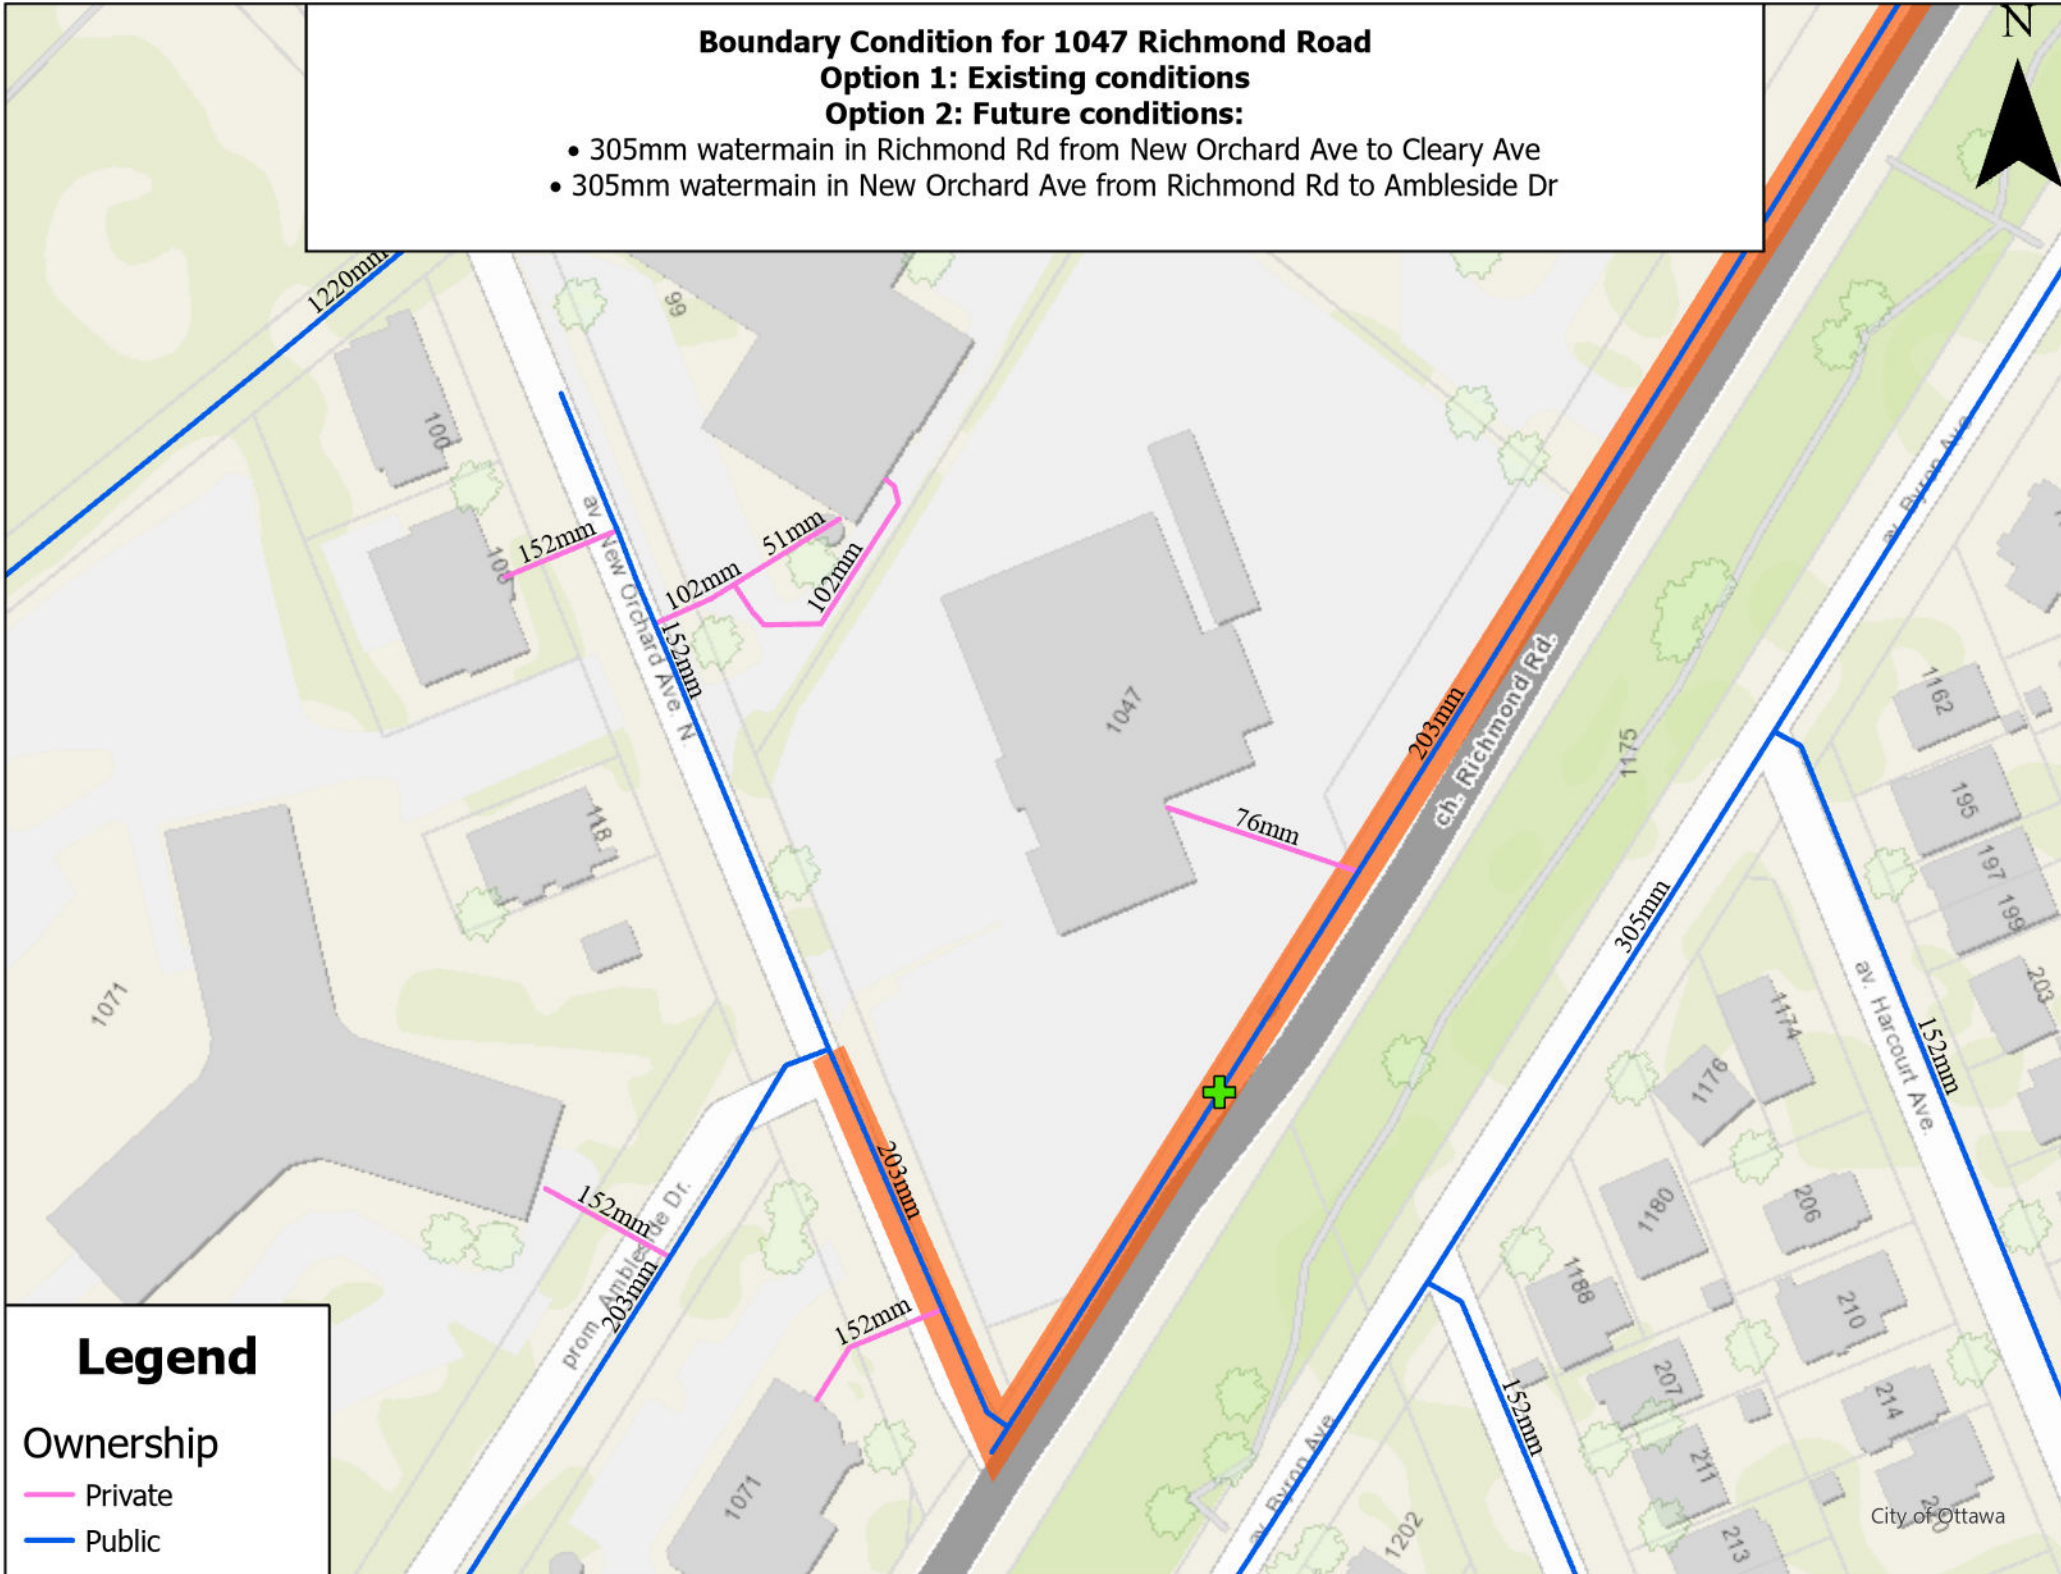 Boundary Condition for 1047 Richmond Road
Option 1: Existing conditions
Option 2: Future conditions:
• 305mm watermain in Richmond Rd from New Orchard Ave to Cleary Ave
• 305mm watermain in New Orchard Ave from Richmond Rd to Ambleside Dr
N
1220mm
99
100
av. Byron Ave.
51mm
152mm
102mm
102mm
av. New Orchard Ave. N.
152mm
203mm
ch. Richmond Rd.
1047
1162
1175
195
76mm
118
197
199
305mm
1071
203
1174
av. Harcourt Ave.
152mm
1176
203mm
152mm
prom. Ambleside Dr.
203mm
1180
206
1188
210
152mm
207
214
152mm
av. Byron Ave.
211
1071
1202
213
City of Ottawa
Legend
Ownership
Private
Public